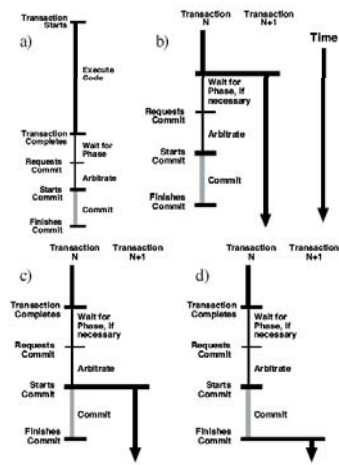 Transaction
Starts
a)
Execute
Code
Transaction
Completes
Wait for
Phase
Requests
Commit
Arbitrate
Starts
Commit
Commit
Finishes
Commit
Transaction
N
Transaction
N+1
b)
Time
Wait for
Phase, if
necessary
Requests
Commit
Arbitrate
Starts
Commit
Commit
Finishes
Commit
Transaction
N
Transaction
N+1
c)
Transaction
Completes
Wait for
Phase, if
necessary
Requests
Commit
Arbitrate
Starts
Commit
Commit
Finishes
Commit
Transaction
N
Transaction
N+1
d)
Transaction
Completes
Wait for
Phase, if
necessary
Requests
Commit
Arbitrate
Starts
Commit
Commit
Finishes
Commit